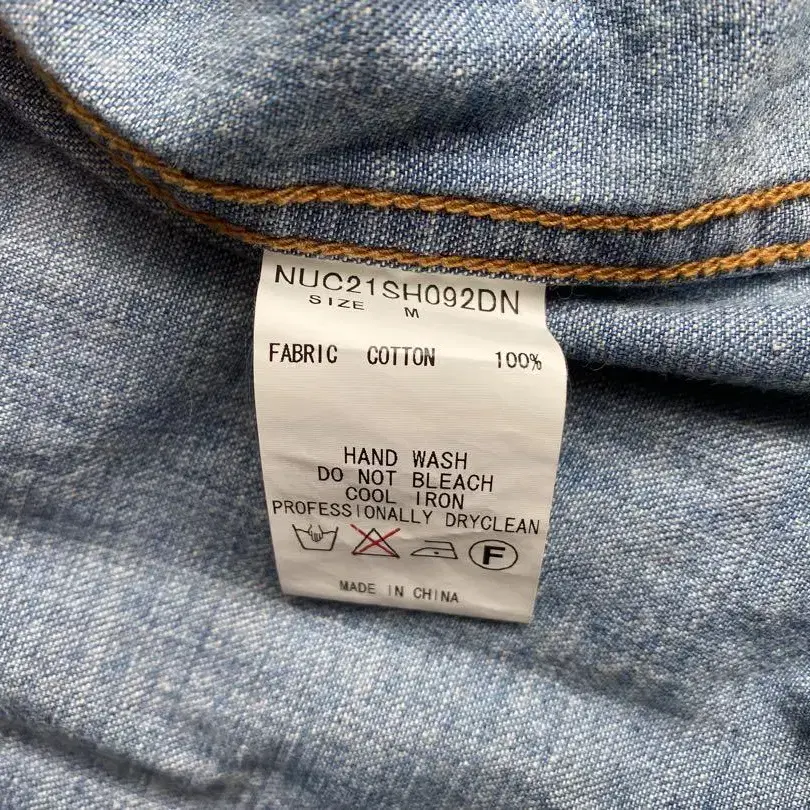 NUC21SH092DN
SIZE M
FABRIC COTTON 100%
HAND WASH
DO NOT BLEACH
COOL IRON
PROFESSIONALLY DRYCLEAN
F
MADE IN CHINA